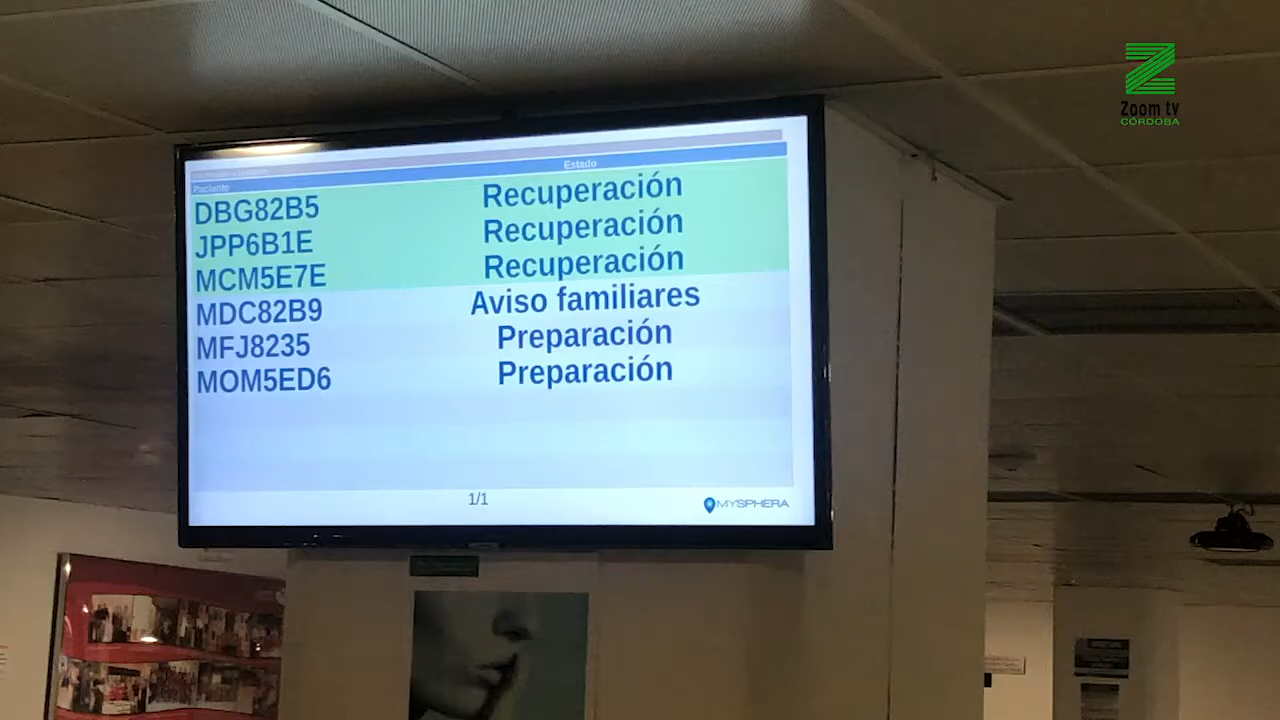 Zoom tv
CÓRDOBA
Paciente Estado
DBG82B5 Recuperación
JPP6B1E Recuperación
MCM5E7E Recuperación
MDC82B9 Aviso familiares
MFJ8235 Preparación
MOM5ED6 Preparación
1/1
MYSPHERA